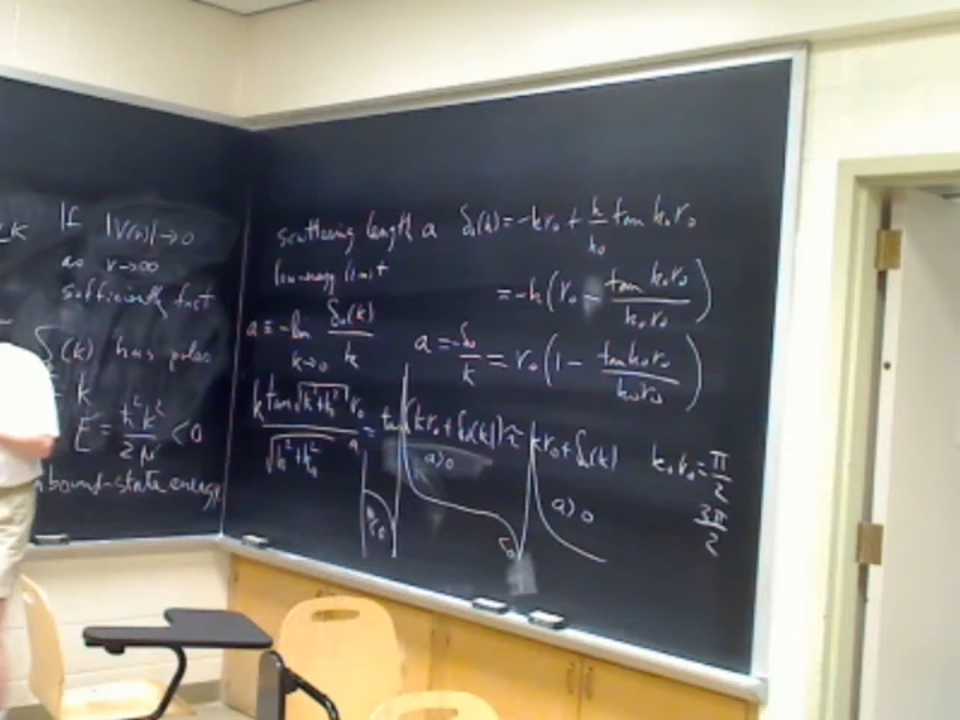 If |V(r)|→0
as r→∞
sufficiently fast
δ(k) has poles
k
E = ħ²k²/2μ < 0
bound-state energy
scattering length a
low-energy limit
a ≡ -lim k→0 δ₀(k)/k
k tan√(k²+k₀²) r₀ / √(k²+k₀²) = tan(kr₀+δ₀(k)) ≈ kr₀+δ₀(k)
δ₀(k) = -kr₀ + k/k₀ tan k₀r₀
= -k(r₀ - tan k₀r₀/k₀r₀)
a = -δ₀/k = r₀(1 - tan k₀r₀/k₀r₀)
k₀r₀ = π/2
3π/2
a
a>0
a<0
<0
a>0